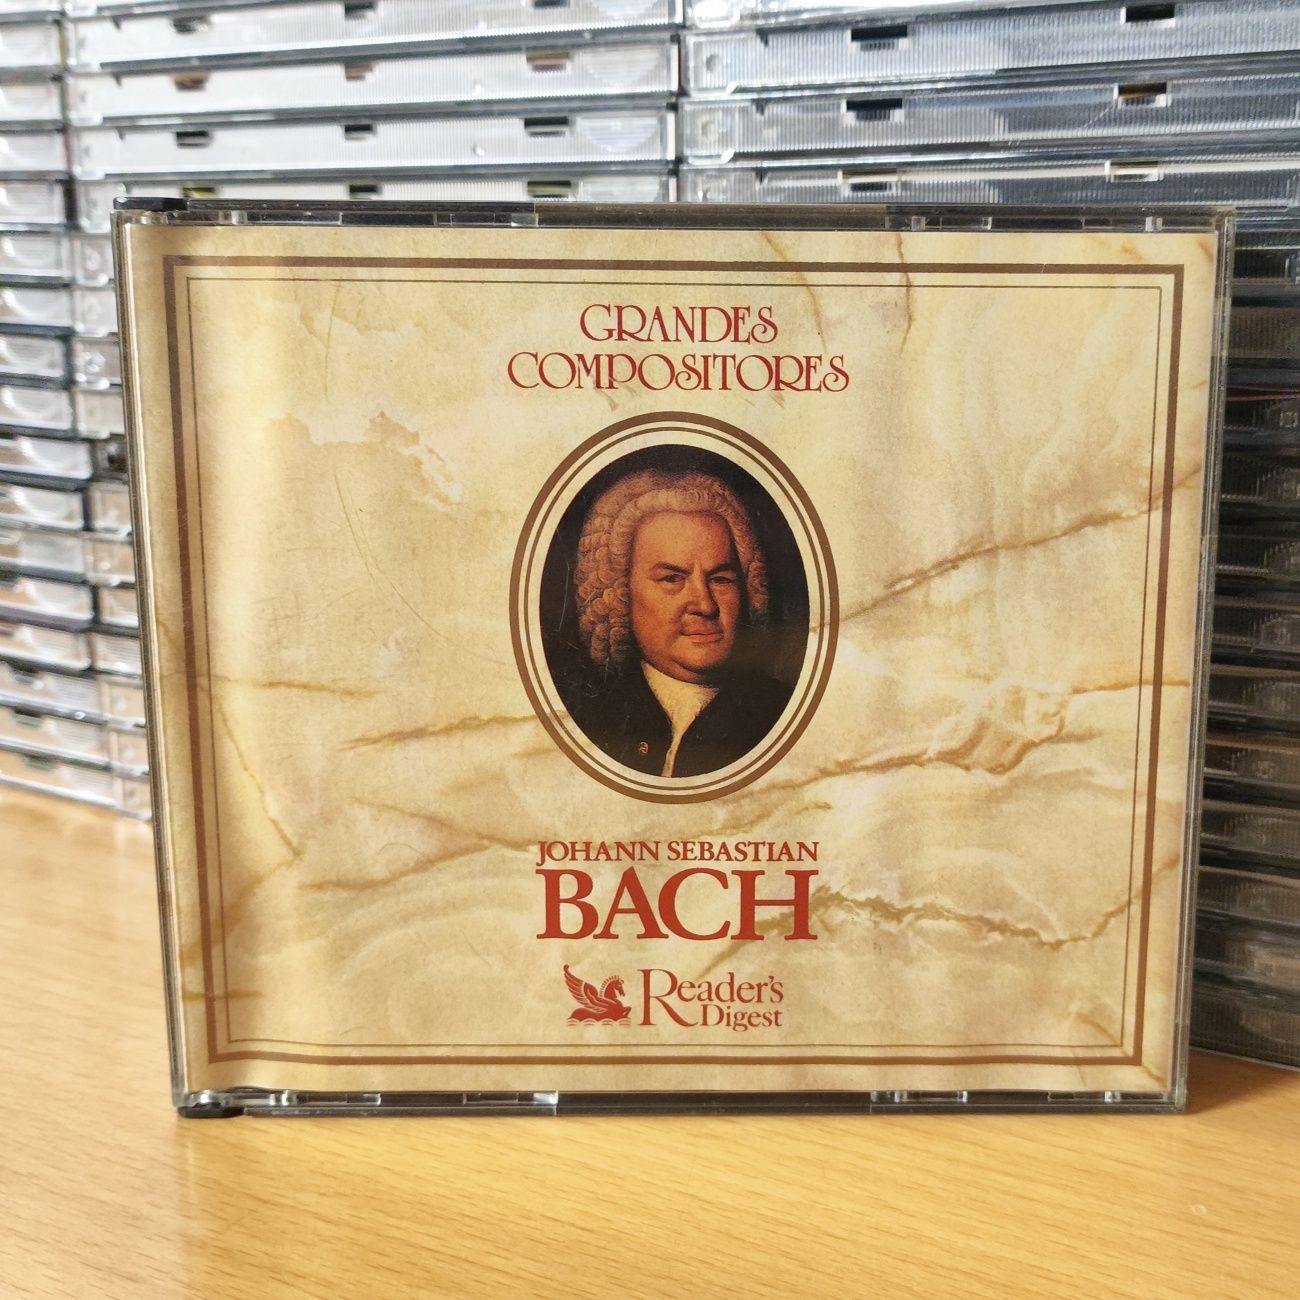 GRANDES
COMPOSITORES
JOHANN SEBASTIAN
BACH
Reader's
Digest